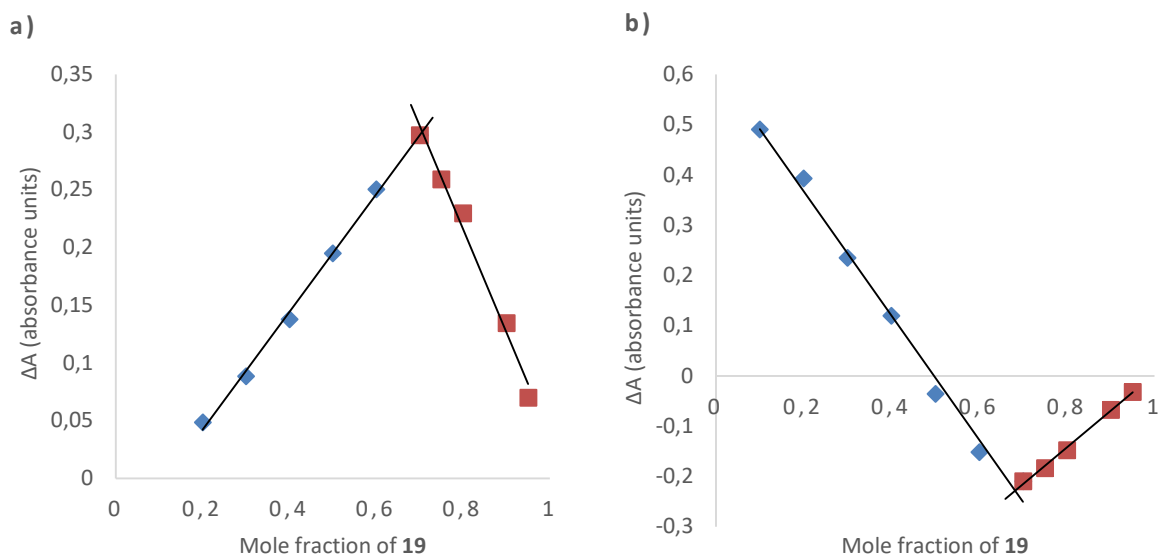 a)
ΔA (absorbance units)
0,35
0,3
0,25
0,2
0,15
0,1
0,05
0
0 0,2 0,4 0,6 0,8 1
Mole fraction of 19
b)
ΔA (absorbance units)
0,6
0,5
0,4
0,3
0,2
0,1
0
-0,1
-0,2
-0,3
0 0,2 0,4 0,6 0,8 1
Mole fraction of 19